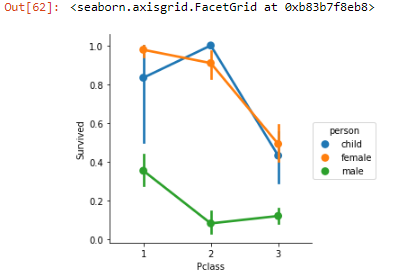 Out[62]: <seaborn.axisgrid.FacetGrid at 0xb83b7f8eb8>
1.0
0.8
0.6
0.4
0.2
0.0
Survived
1 2 3
Pclass
person
child
female
male